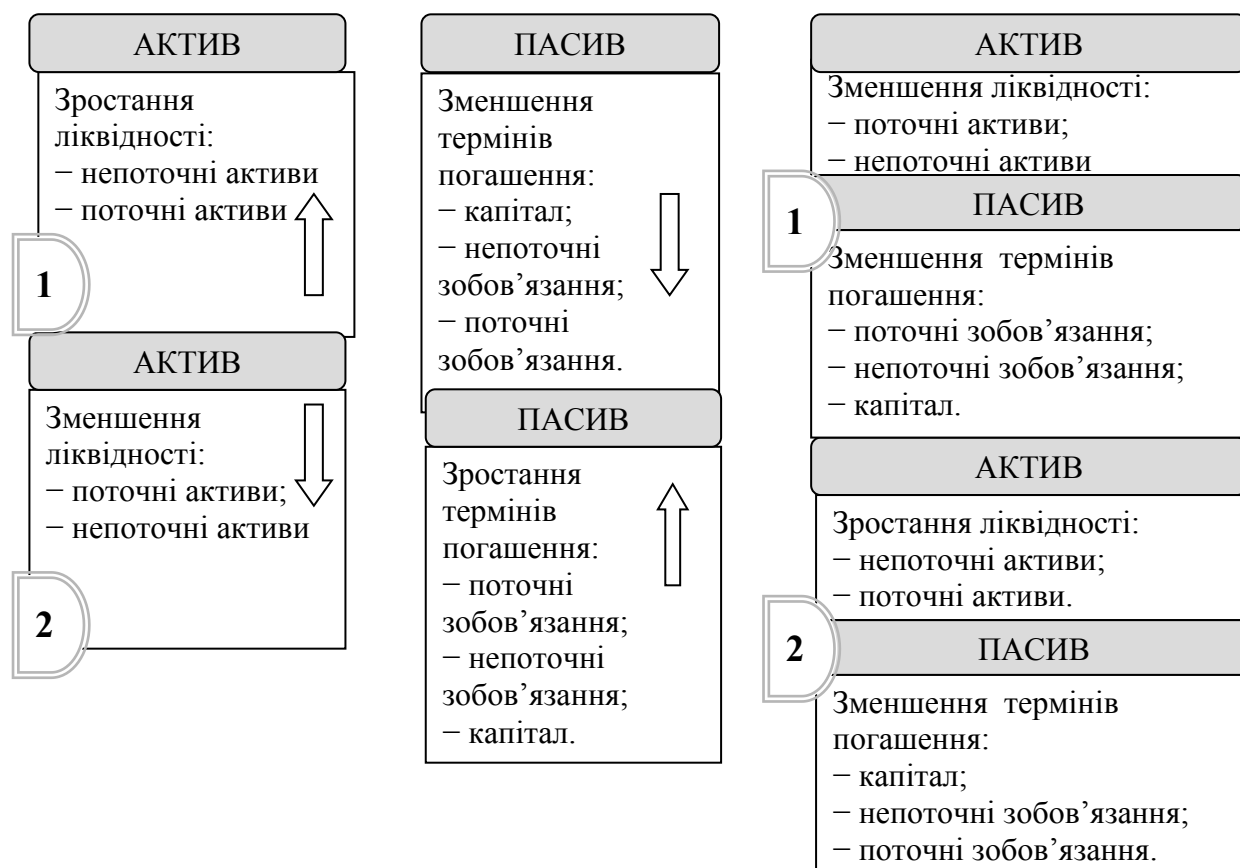 АКТИВ
Зростання
ліквідності:
− непоточні активи
− поточні активи
1
АКТИВ
Зменшення
ліквідності:
− поточні активи;
− непоточні активи
2
ПАСИВ
Зменшення
термінів
погашення:
− капітал;
− непоточні
зобов’язання;
− поточні
зобов’язання.
ПАСИВ
Зростання
термінів
погашення:
− поточні
зобов’язання;
− непоточні
зобов’язання;
− капітал.
АКТИВ
Зменшення ліквідності:
− поточні активи;
− непоточні активи
1
ПАСИВ
Зменшення термінів
погашення:
− поточні зобов’язання;
− непоточні зобов’язання;
− капітал.
АКТИВ
Зростання ліквідності:
− непоточні активи;
− поточні активи.
2
ПАСИВ
Зменшення термінів
погашення:
− капітал;
− непоточні зобов’язання;
− поточні зобов’язання.